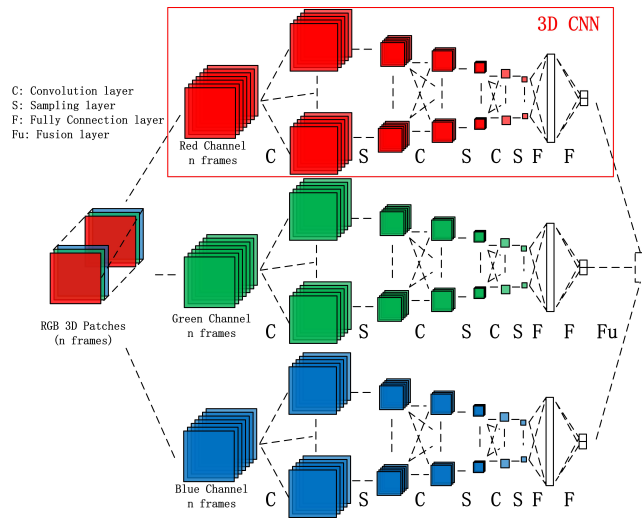 3D CNN
C: Convolution layer
S: Sampling layer
F: Fully Connection layer
Fu: Fusion layer
Red Channel
n frames
C S C S C S F F
RGB 3D Patches
(n frames)
Green Channel
n frames
C S C S C S F F Fu
Blue Channel
n frames
C S C S C S F F